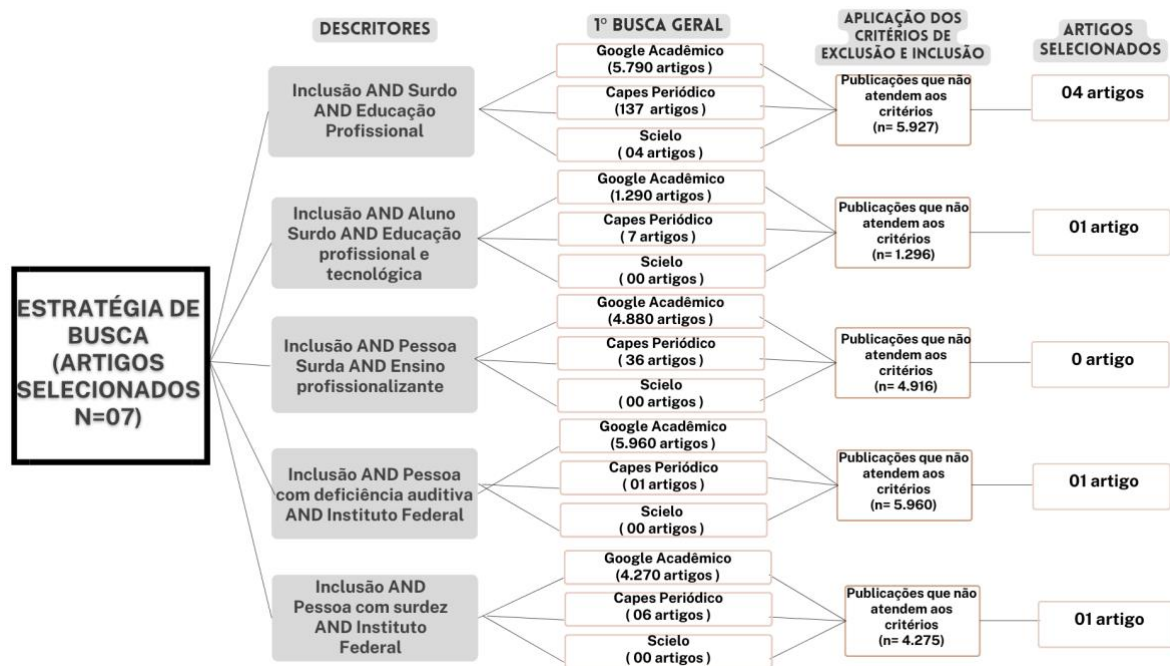 DESCRITORES
1º BUSCA GERAL
APLICAÇÃO DOS
CRITÉRIOS DE
EXCLUSÃO E INCLUSÃO
ARTIGOS
SELECIONADOS
ESTRATÉGIA DE
BUSCA
(ARTIGOS
SELECIONADOS
N=07)
Inclusão AND Surdo
AND Educação
Profissional
Google Acadêmico
(5.790 artigos )
Capes Periódico
(137 artigos )
Scielo
( 04 artigos )
Publicações que não
atendem aos
critérios
(n= 5.927)
04 artigos
Inclusão AND Aluno
Surdo AND Educação
profissional e
tecnológica
Google Acadêmico
(1.290 artigos )
Capes Periódico
( 7 artigos )
Scielo
( 00 artigos )
Publicações que não
atendem aos
critérios
(n= 1.296)
01 artigo
Inclusão AND Pessoa
Surda AND Ensino
profissionalizante
Google Acadêmico
(4.880 artigos )
Capes Periódico
( 36 artigos )
Scielo
( 00 artigos )
Publicações que não
atendem aos
critérios
(n= 4.916)
0 artigo
Inclusão AND Pessoa
com deficiência auditiva
AND Instituto Federal
Google Acadêmico
(5.960 artigos )
Capes Periódico
( 01 artigos )
Scielo
( 00 artigos )
Publicações que não
atendem aos
critérios
(n= 5.960)
01 artigo
Inclusão AND
Pessoa com surdez
AND Instituto
Federal
Google Acadêmico
(4.270 artigos )
Capes Periódico
( 06 artigos )
Scielo
( 00 artigos )
Publicações que não
atendem aos
critérios
(n= 4.275)
01 artigo